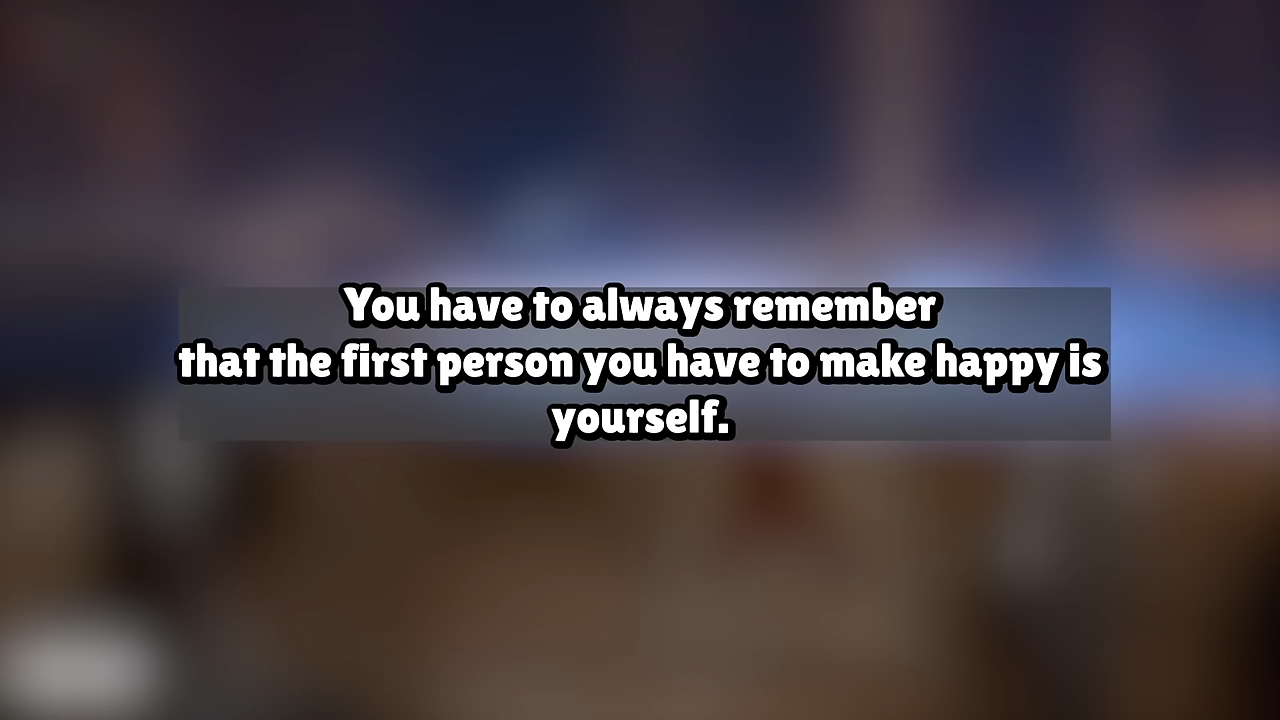 You have to always remember
that the first person you have to make happy is
yourself.